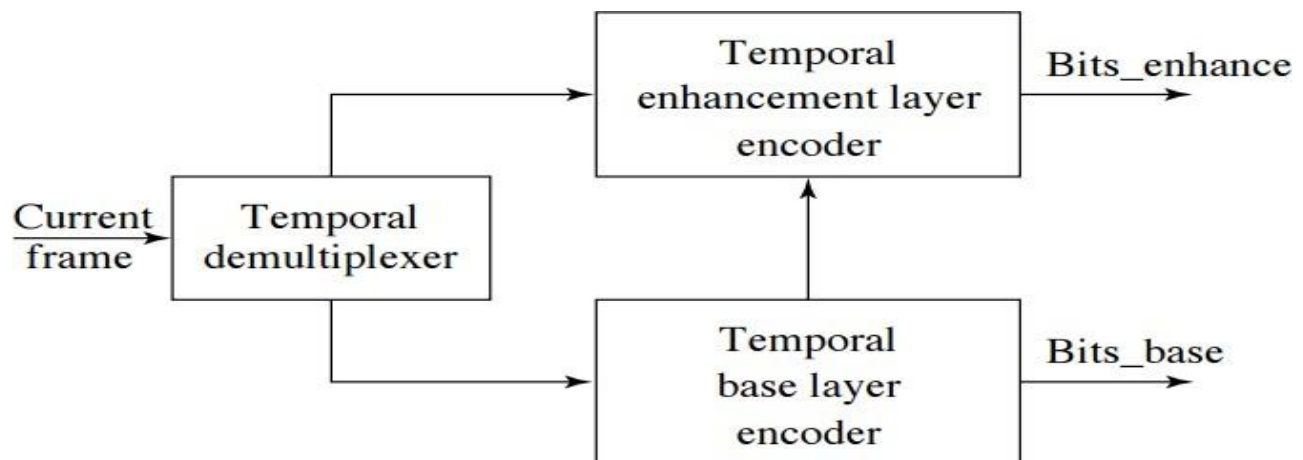 Current
frame
Temporal
demultiplexer
Temporal
enhancement layer
encoder
Bits_enhance
Temporal
base layer
encoder
Bits_base